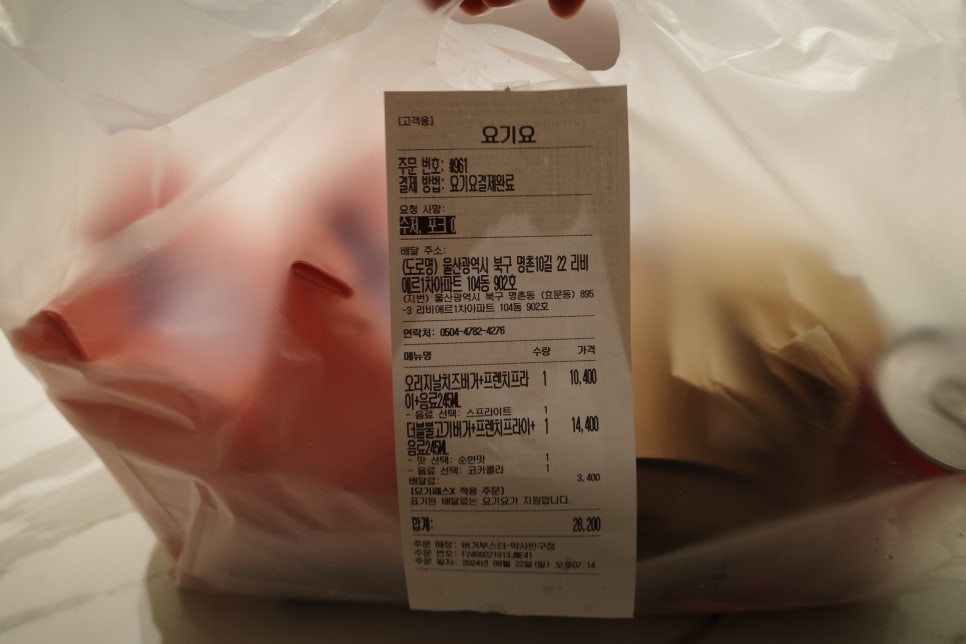 [고객용]
요기요
주문 번호: #961
결제 방법: 요기요결제완료
요청 사항:
수저, 포크 0
배달 주소:
(도로명) 울산광역시 북구 명촌10길 22 리비
에르1차아파트 104동 902호
(지번) 울산광역시 북구 명촌동 (효문동) 895
-3 리비에르1차아파트 104동 902호
연락처: 0504-4782-4276
메뉴명 수량 가격
오리지날치즈버거+프렌치프라 1 10,400
이+음료245ML
- 음료 선택: 스프라이트 1
더블불고기버거+프렌치프라이+ 1 14,400
음료245ML
- 맛 선택: 순한맛 1
- 음료 선택: 코카콜라 1
배달료: 3,400
[요기패스X 적용 주문]
표기된 배달료는 요기요가 지원합니다.
합계: 28,200
주문 매장: 버거부스터-약사반구점
주문 번호:
주문 일자: 2024년 09월 22일(일) 오후07:14